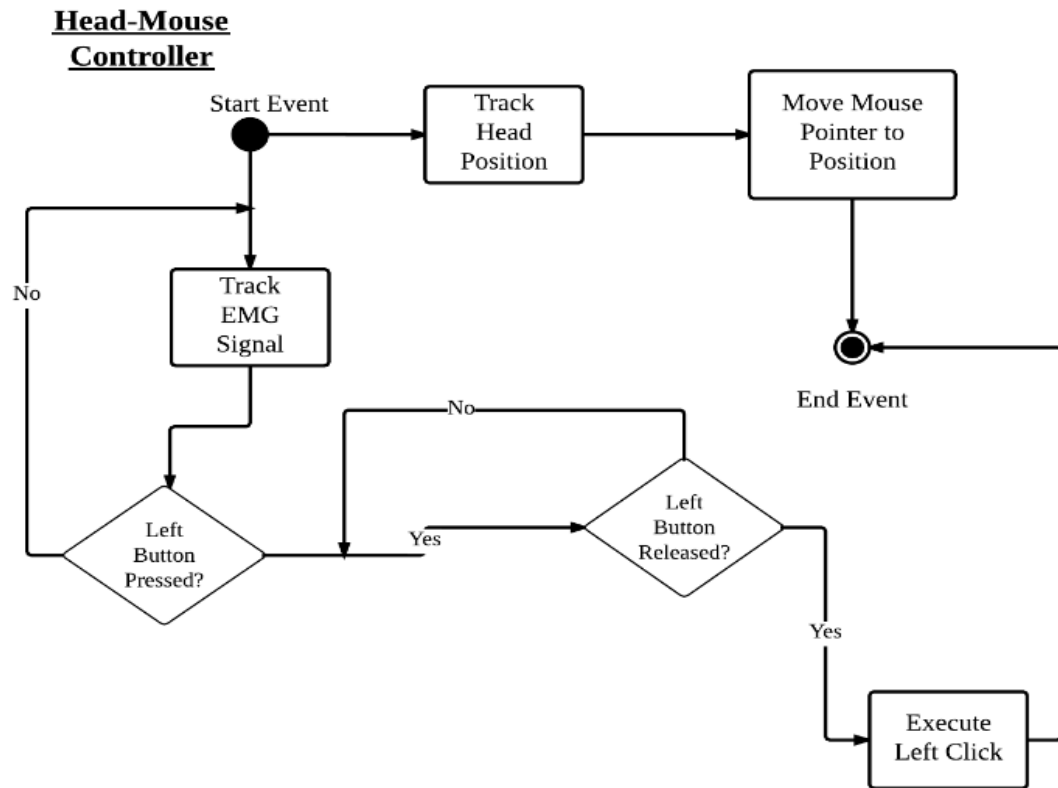 Head-Mouse
Controller
Start Event
Track
Head
Position
Move Mouse
Pointer to
Position
No
Track
EMG
Signal
End Event
No
Left
Button
Pressed?
Yes
Left
Button
Released?
Yes
Execute
Left Click